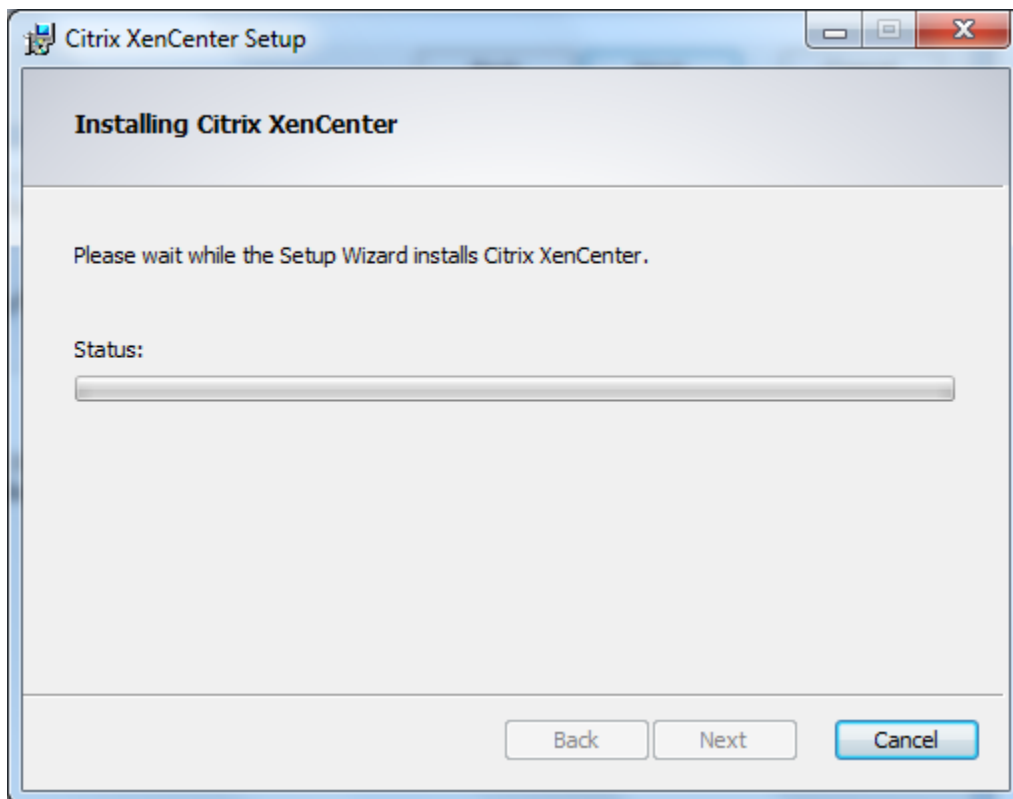 Citrix XenCenter Setup
Installing Citrix XenCenter
Please wait while the Setup Wizard installs Citrix XenCenter.
Status:
Back Next Cancel